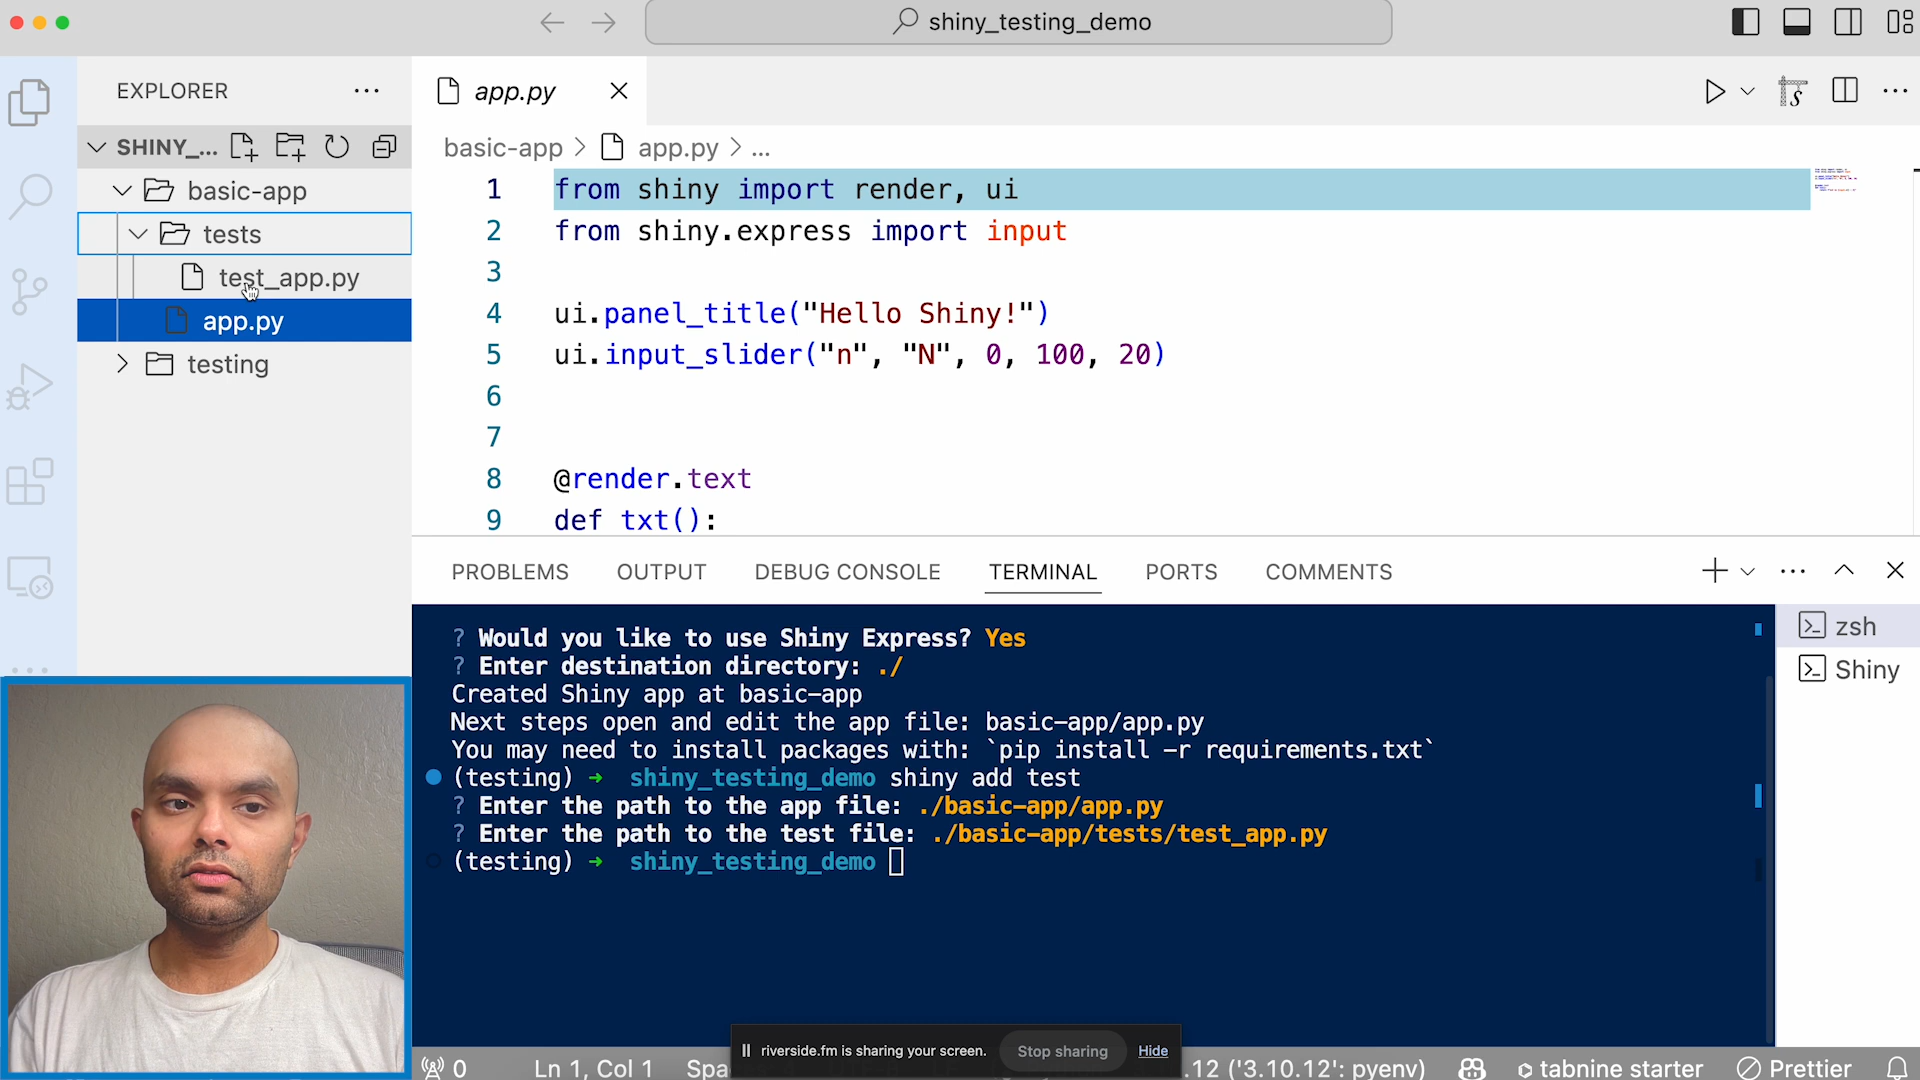 shiny_testing_demo
EXPLORER
SHINY_...
basic-app
tests
test_app.py
app.py
testing
app.py
basic-app > app.py > ...
1 from shiny import render, ui
2 from shiny.express import input
3
4 ui.panel_title("Hello Shiny!")
5 ui.input_slider("n", "N", 0, 100, 20)
6
7
8 @render.text
9 def txt():
PROBLEMS OUTPUT DEBUG CONSOLE TERMINAL PORTS COMMENTS
? Would you like to use Shiny Express? Yes
? Enter destination directory: ./
Created Shiny app at basic-app
Next steps open and edit the app file: basic-app/app.py
You may need to install packages with: `pip install -r requirements.txt`
(testing) → shiny_testing_demo shiny add test
? Enter the path to the app file: ./basic-app/app.py
? Enter the path to the test file: ./basic-app/tests/test_app.py
(testing) → shiny_testing_demo
zsh
Shiny
riverside.fm is sharing your screen. Stop sharing Hide
0 Ln 1, Col 1 Spa .12 ('3.10.12': pyenv) tabnine starter Prettier